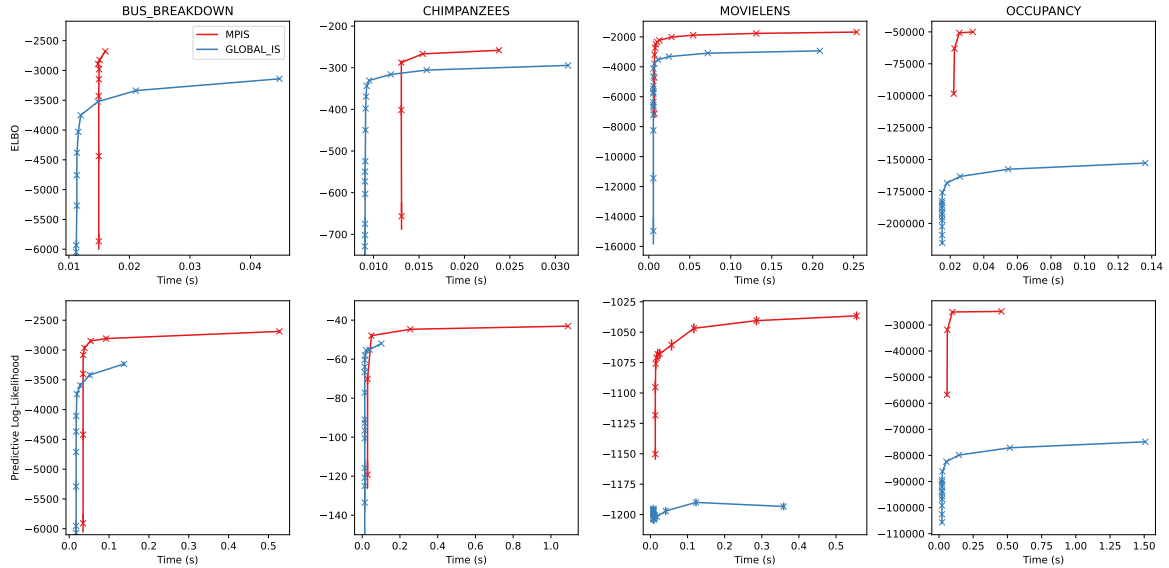 BUS_BREAKDOWN CHIMPANZEES MOVIELENS OCCUPANCY
MPIS
GLOBAL_IS
ELBO
−2500
−3000
−3500
−4000
−4500
−5000
−5500
−6000
0.01 0.02 0.03 0.04
Time (s)
−200
−300
−400
−500
−600
−700
0.010 0.015 0.020 0.025 0.030
Time (s)
−2000
−4000
−6000
−8000
−10000
−12000
−14000
−16000
0.00 0.05 0.10 0.15 0.20 0.25
Time (s)
−50000
−75000
−100000
−125000
−150000
−175000
−200000
0.02 0.04 0.06 0.08 0.10 0.12 0.14
Time (s)
Predictive Log-Likelihood
−2500
−3000
−3500
−4000
−4500
−5000
−5500
−6000
0.0 0.1 0.2 0.3 0.4 0.5
Time (s)
−40
−60
−80
−100
−120
−140
0.0 0.2 0.4 0.6 0.8 1.0
Time (s)
−1025
−1050
−1075
−1100
−1125
−1150
−1175
−1200
0.0 0.1 0.2 0.3 0.4 0.5
Time (s)
−30000
−40000
−50000
−60000
−70000
−80000
−90000
−100000
−110000
0.00 0.25 0.50 0.75 1.00 1.25 1.50
Time (s)